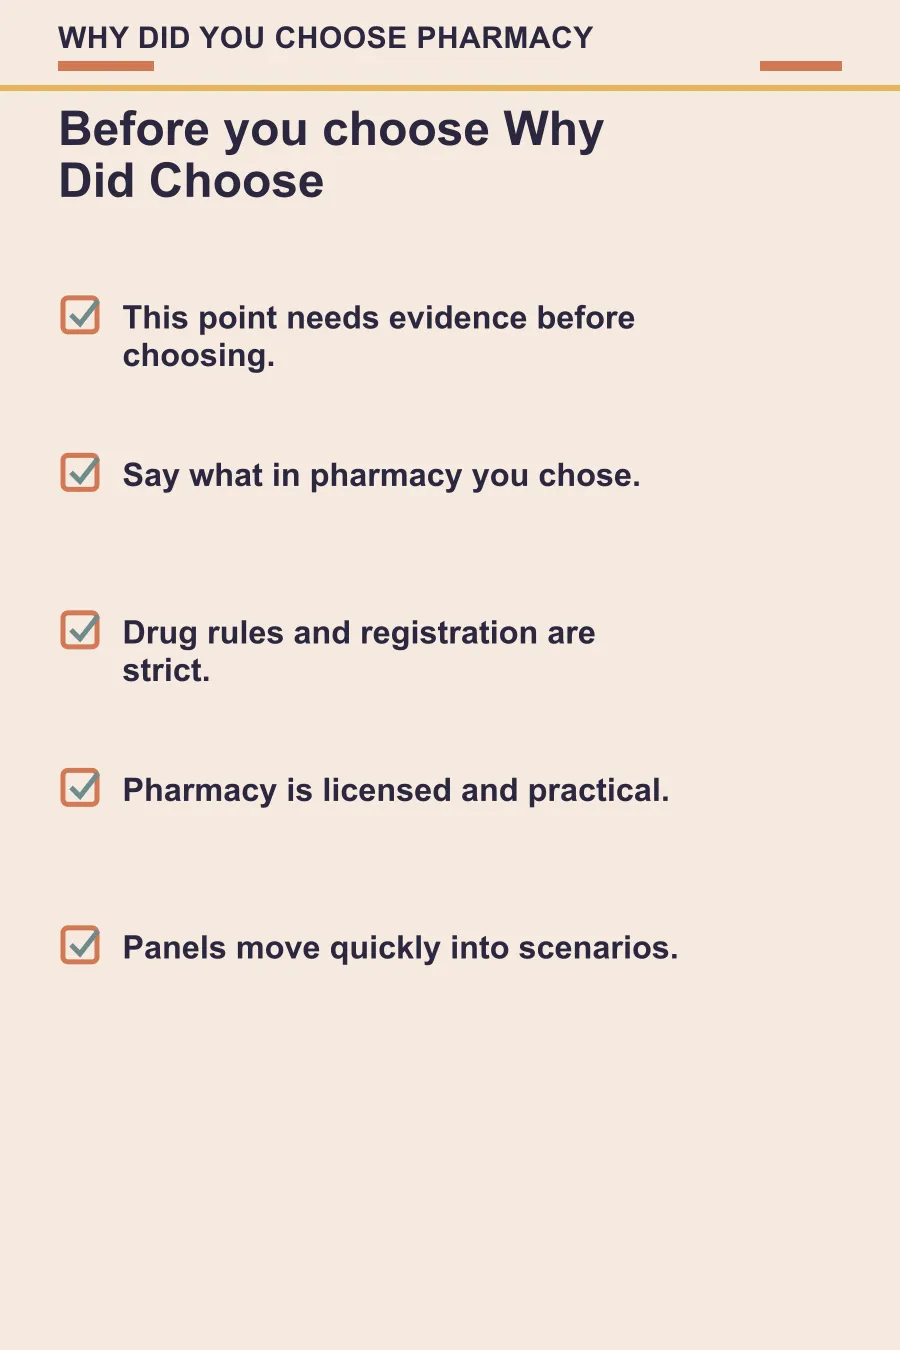 WHY DID YOU CHOOSE PHARMACY
Before you choose Why
Did Choose
This point needs evidence before
choosing.
Say what in pharmacy you chose.
Drug rules and registration are
strict.
Pharmacy is licensed and practical.
Panels move quickly into scenarios.